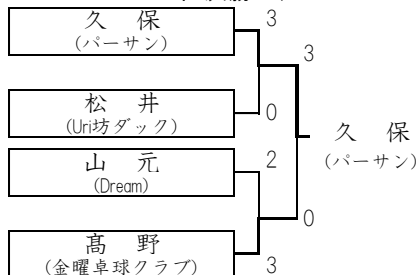 久 保
(パーサン)
3
3
松 井
(Uri坊ダック)
0
久 保
(パーサン)
山 元
(Dream)
2
0
髙 野
(金曜卓球クラブ)
3